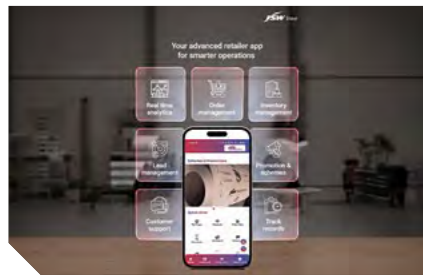 JSW
Your advanced retailer app
for smarter operations
Real time
analytics
Order
management
Inventory
management
Lead
management
Promotion &
schemes
Customer
support
Track
records